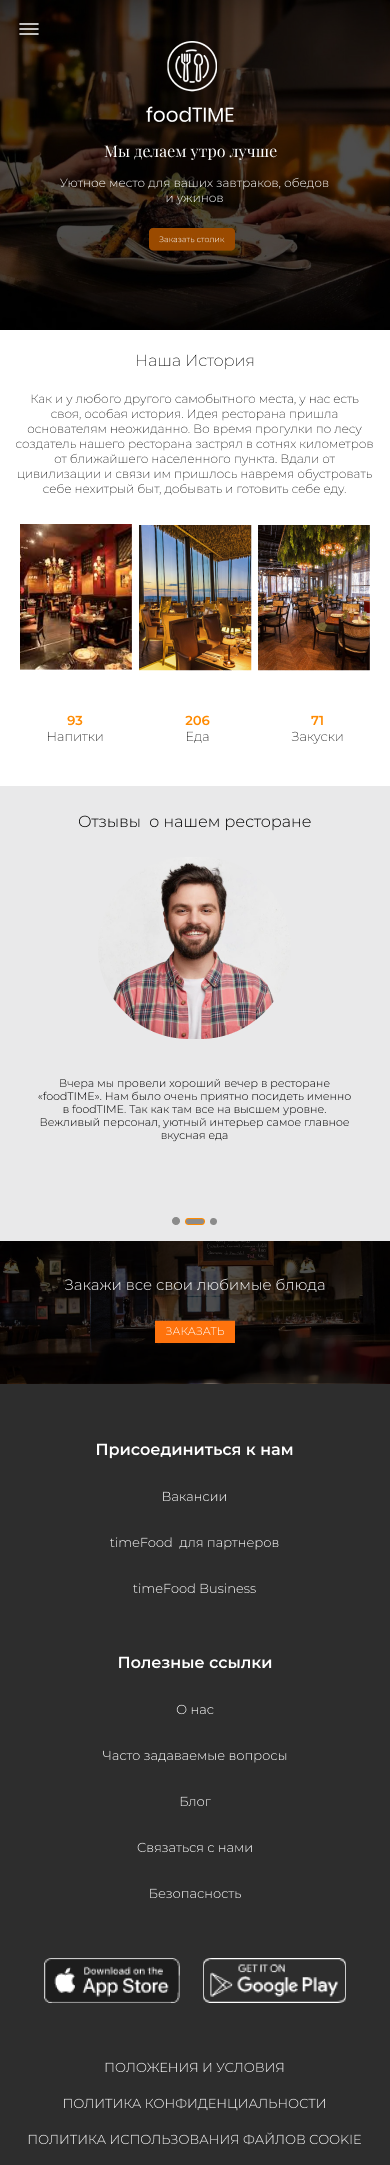 foodTIME
Мы делаем утро лучше
Уютное место для ваших завтраков, обедов
и ужинов
Заказать столик
Наша История
Как и у любого другого самобытного места, у нас есть
своя, особая история. Идея ресторана пришла
основателям неожиданно. Во время прогулки по лесу
создатель нашего ресторана застрял в сотнях километров
от ближайшего населенного пункта. Вдали от
цивилизации и связи им пришлось навремя обустровать
себе нехитрый быт, добывать и готовить себе еду.
93
Напитки
206
Еда
71
Закуски
Отзывы о нашем ресторане
Вчера мы провели хороший вечер в ресторане
«foodTIME». Нам было очень приятно посидеть именно
в foodTIME. Так как там все на высшем уровне.
Вежливый персонал, уютный интерьер самое главное
вкусная еда
Закажи все свои любимые блюда
ЗАКАЗАТЬ
Присоединиться к нам
Вакансии
timeFood для партнеров
timeFood Business
Полезные ссылки
О нас
Часто задаваемые вопросы
Блог
Связаться с нами
Безопасность
Download on the
App Store
GET IT ON
Google Play
ПОЛОЖЕНИЯ И УСЛОВИЯ
ПОЛИТИКА КОНФИДЕНЦИАЛЬНОСТИ
ПОЛИТИКА ИСПОЛЬЗОВАНИЯ ФАЙЛОВ COOKIE